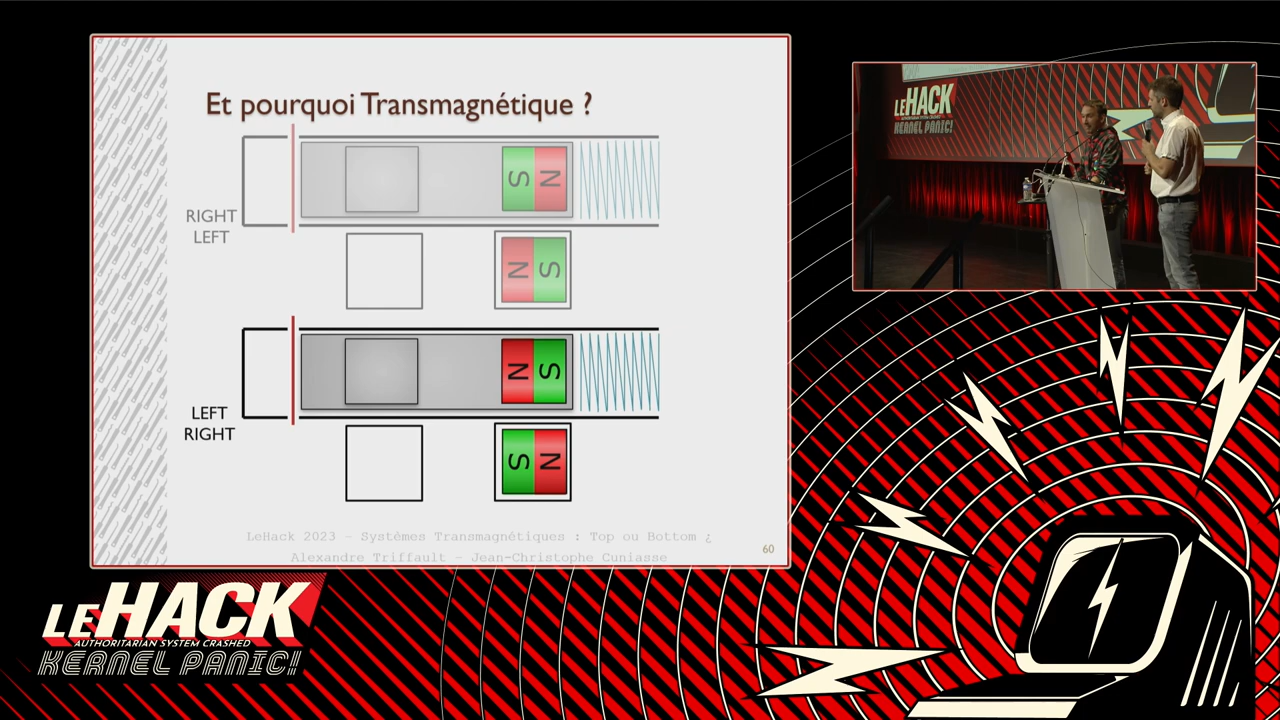 Et pourquoi Transmagnétique ?
RIGHT
LEFT
S N
N S
LEFT
RIGHT
N S
S N
LeHack 2023 – Systèmes Transmagnétiques : Top ou Bottom ¿
Alexandre Triffault – Jean-Christophe Cuniasse
60
LEHACK
KERNEL PANIC!
LEHACK
AUTHORITARIAN SYSTEM CRASHED
KERNEL PANIC!